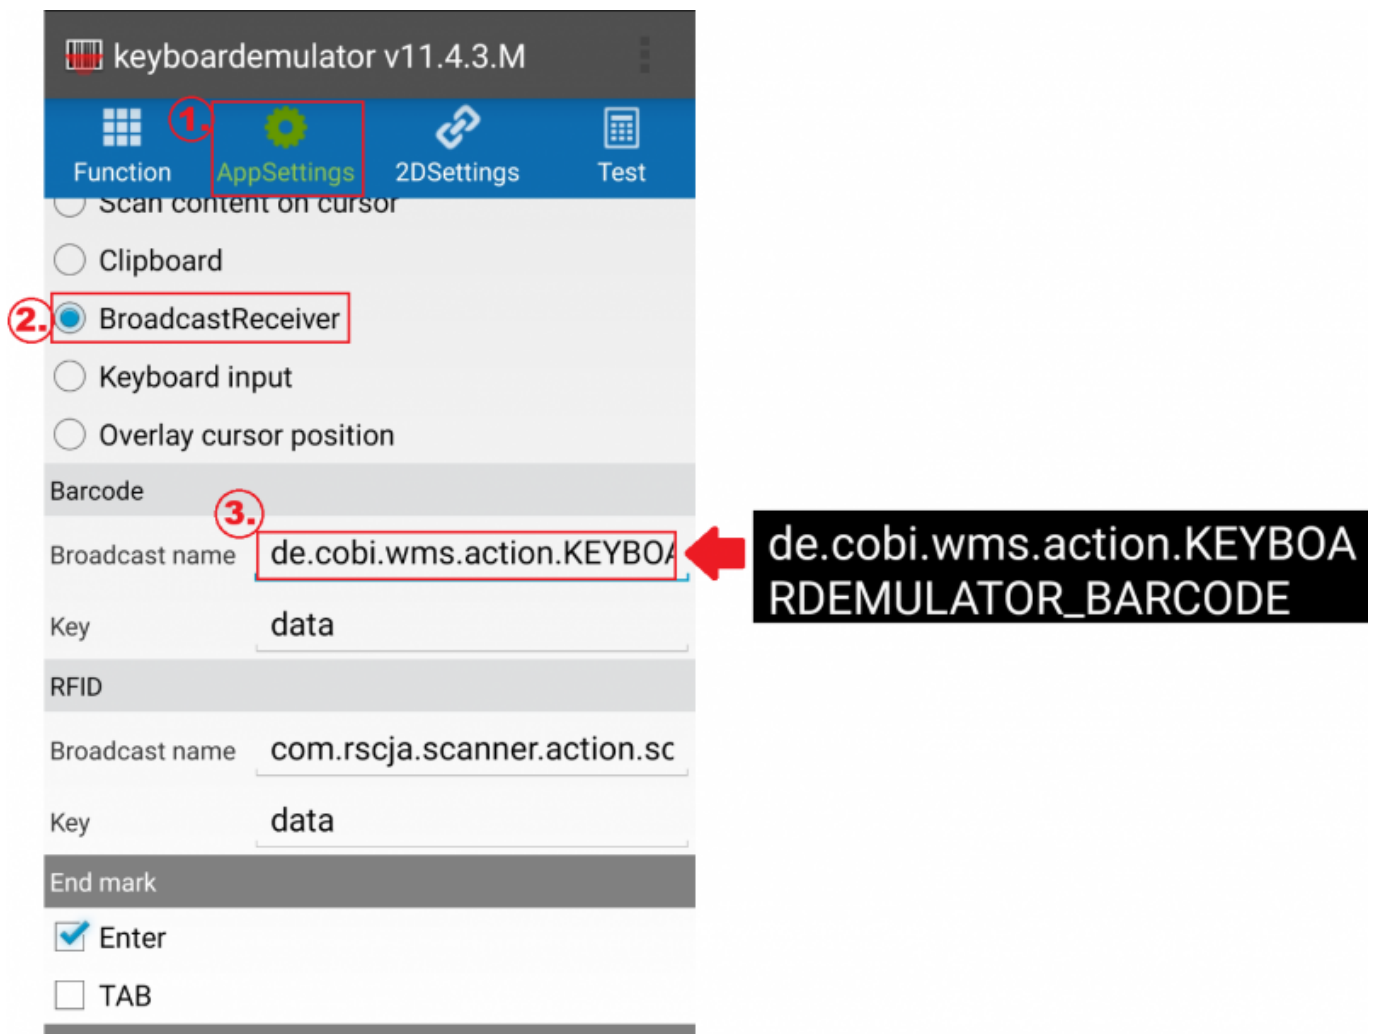 keyboardemulator v11.4.3.M
1.
Function AppSettings 2DSettings Test
Scan content on cursor
Clipboard
2. BroadcastReceiver
Keyboard input
Overlay cursor position
Barcode
3.
Broadcast name de.cobi.wms.action.KEYBOA
de.cobi.wms.action.KEYBOA
RDEMULATOR_BARCODE
Key data
RFID
Broadcast name com.rscja.scanner.action.sc
Key data
End mark
Enter
TAB